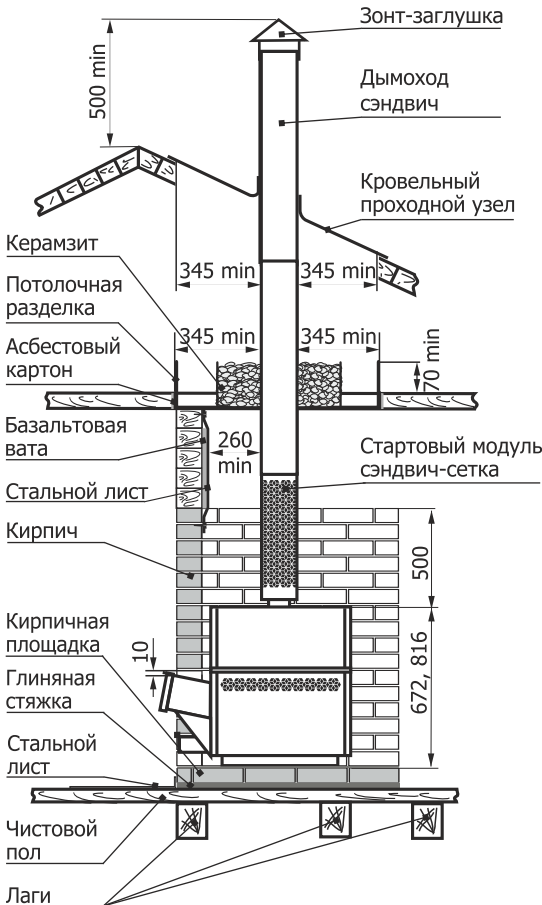 Зонт-заглушка
500 min
Дымоход
сэндвич
Кровельный
проходной узел
Керамзит
345 min
345 min
Потолочная
разделка
345 min
345 min
70 min
Асбестовый
картон
Базальтовая
вата
260
min
Стартовый модуль
сэндвич-сетка
Стальной лист
Кирпич
500
Кирпичная
площадка
10
672, 816
Глиняная
стяжка
Стальной
лист
Чистовой
пол
Лаги